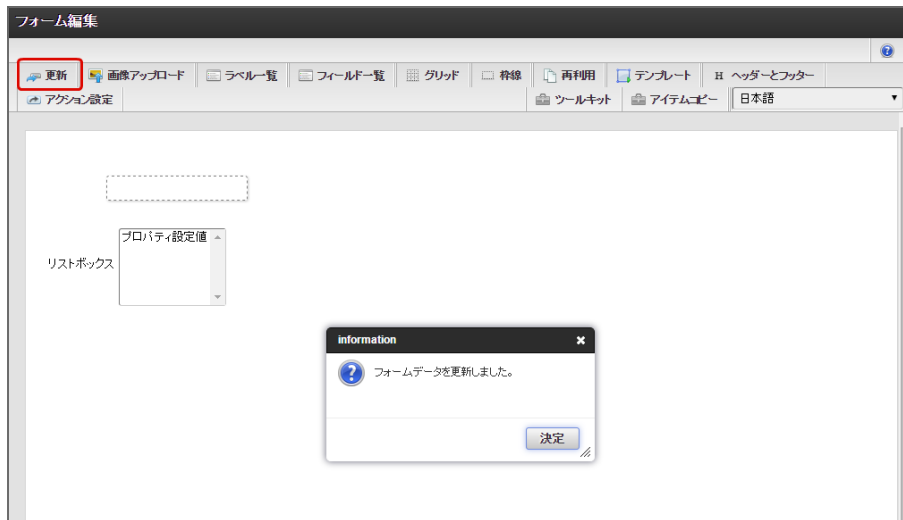 フォーム編集
更新 画像アップロード ラベル一覧 フィールド一覧 グリッド 枠線 再利用 テンプレート H ヘッダーとフッター
アクション設定 ツールキット アイテムコピー 日本語
プロパティ設定値
リストボックス
information
フォームデータを更新しました。
決定